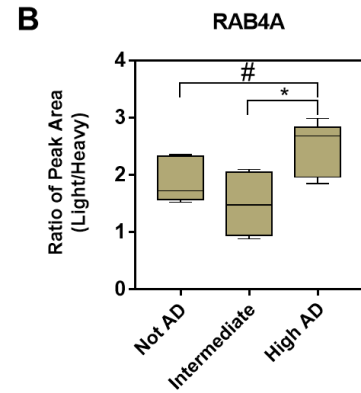 B
RAB4A
#
*
Ratio of Peak Area
(Light/Heavy)
4
3
2
1
0
Not AD
Intermediate
High AD